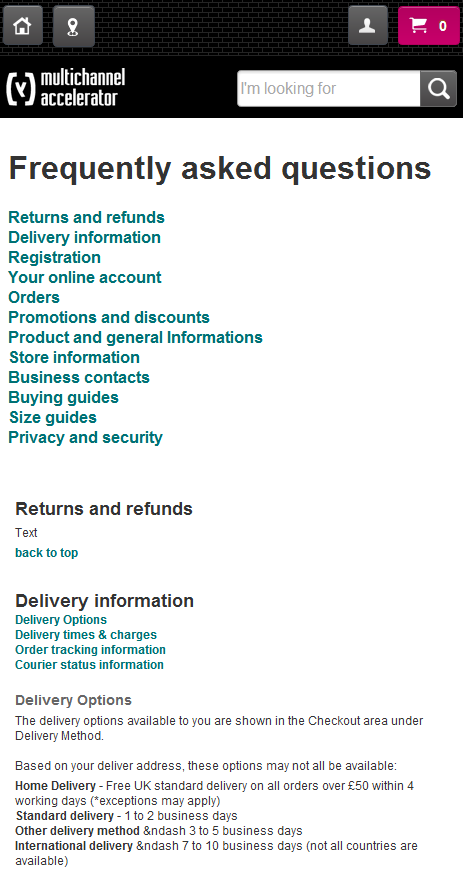 0
(y) multichannel
accelerator
I'm looking for
Frequently asked questions
Returns and refunds
Delivery information
Registration
Your online account
Orders
Promotions and discounts
Product and general Informations
Store information
Business contacts
Buying guides
Size guides
Privacy and security
Returns and refunds
Text
back to top
Delivery information
Delivery Options
Delivery times & charges
Order tracking information
Courier status information
Delivery Options
The delivery options available to you are shown in the Checkout area under
Delivery Method.
Based on your deliver address, these options may not all be available:
Home Delivery - Free UK standard delivery on all orders over £50 within 4
working days (*exceptions may apply)
Standard delivery - 1 to 2 business days
Other delivery method &ndash 3 to 5 business days
International delivery &ndash 7 to 10 business days (not all countries are
available)